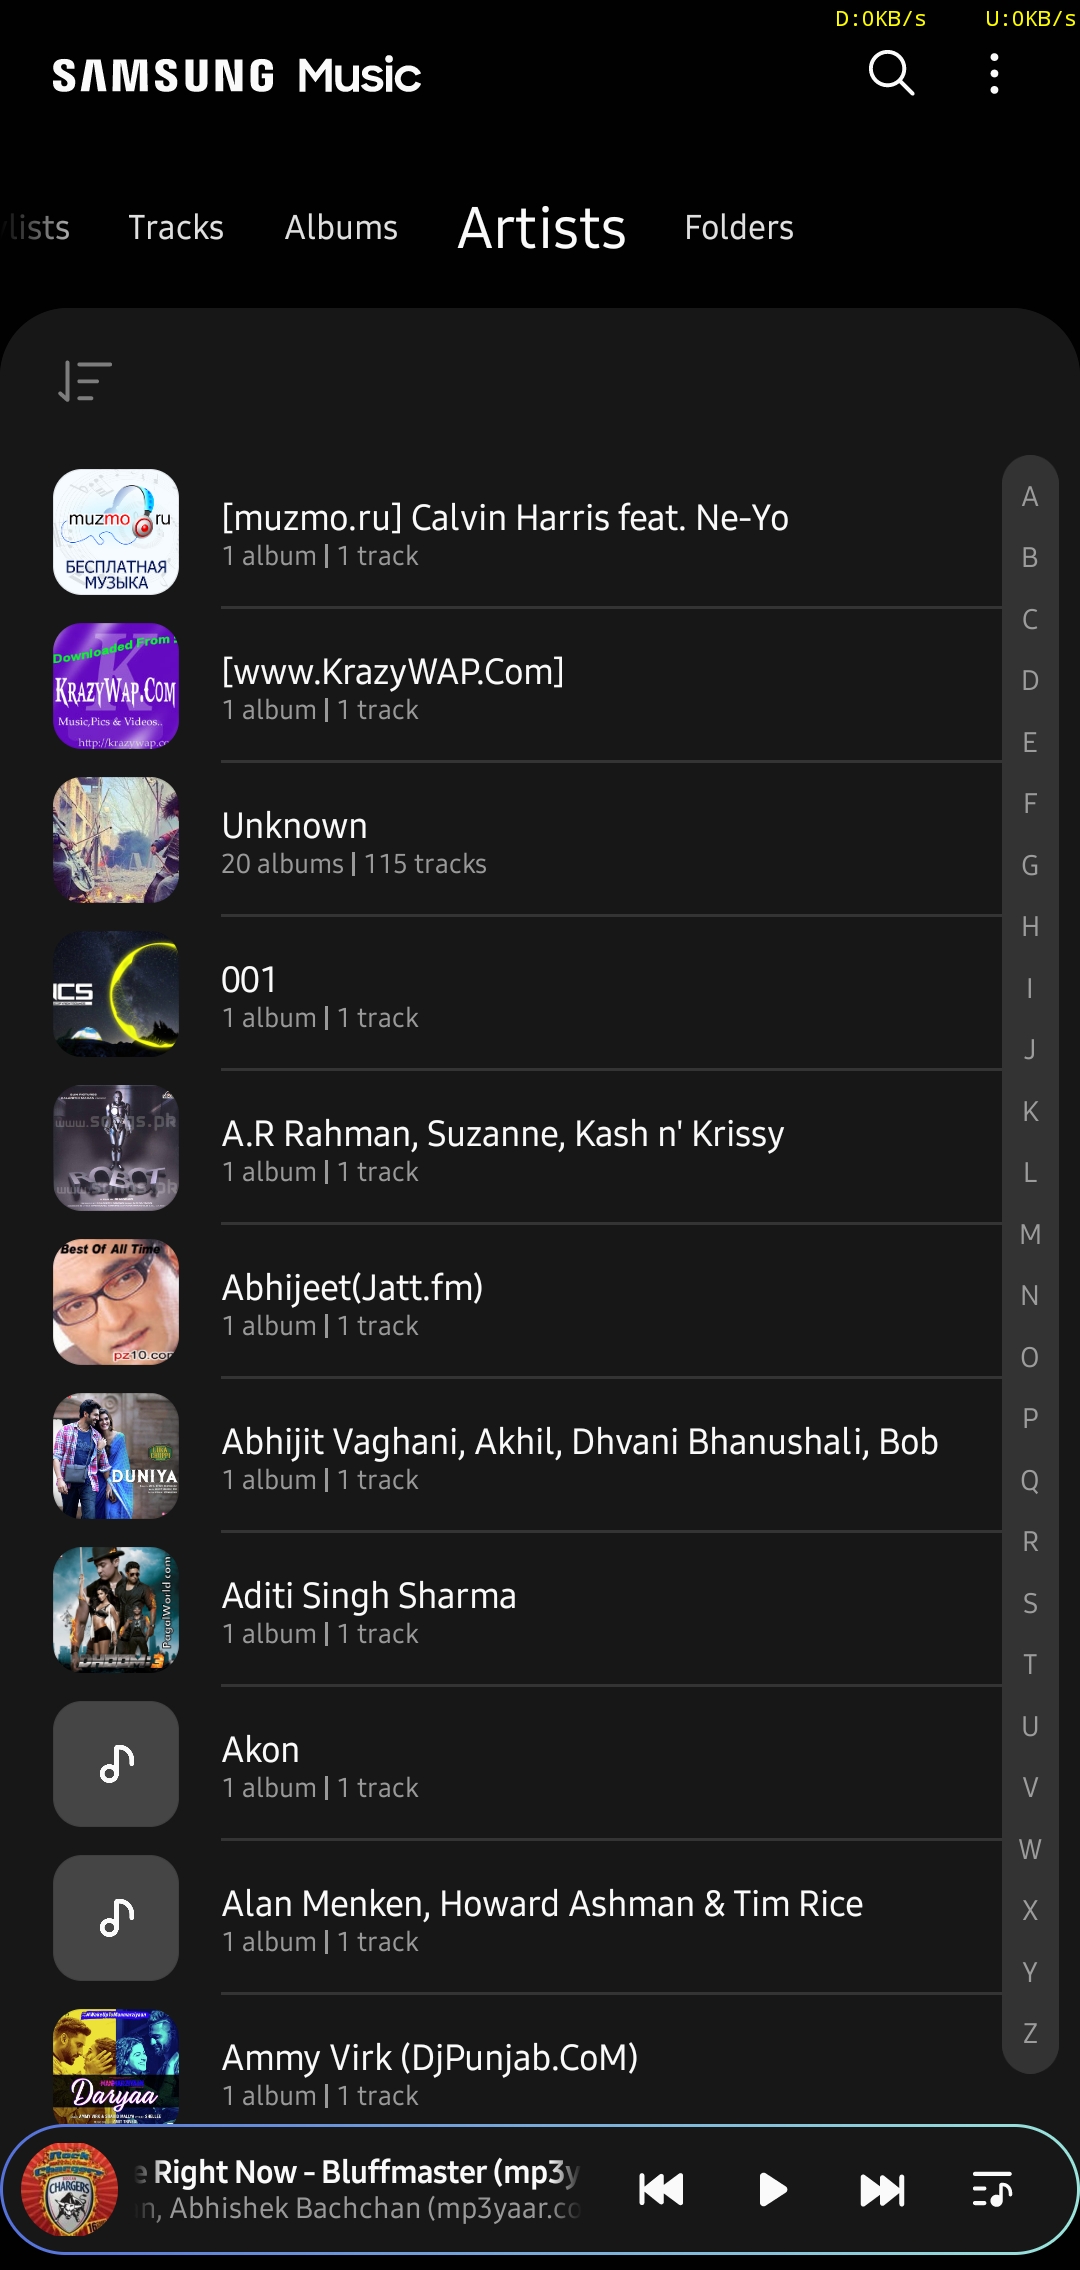 D:0KB/s U:0KB/s
SAMSUNG Music
lists Tracks Albums Artists Folders
muzmo ru
БЕСПЛАТНАЯ
МУЗЫКА
[muzmo.ru] Calvin Harris feat. Ne-Yo
1 album | 1 track
Downloaded From :
KRAZYWAP.COM
Music,Pics & Videos..
http://krazywap.co
[www.KrazyWAP.Com]
1 album | 1 track
Unknown
20 albums | 115 tracks
ICS
001
1 album | 1 track
www.songs.pk
ROBOT
www.songs.pk
A.R Rahman, Suzanne, Kash n' Krissy
1 album | 1 track
Best Of All Time
pz10.com
Abhijeet(Jatt.fm)
1 album | 1 track
DUNIYA
Abhijit Vaghani, Akhil, Dhvani Bhanushali, Bob
1 album | 1 track
PagalWorld.com
DHOOM:3
Aditi Singh Sharma
1 album | 1 track
Akon
1 album | 1 track
Alan Menken, Howard Ashman & Tim Rice
1 album | 1 track
Daryaa
Ammy Virk (DjPunjab.CoM)
1 album | 1 track
A
B
C
D
E
F
G
H
I
J
K
L
M
N
O
P
Q
R
S
T
U
V
W
X
Y
Z
CHARGERS
e Right Now - Bluffmaster (mp3y
n, Abhishek Bachchan (mp3yaar.co